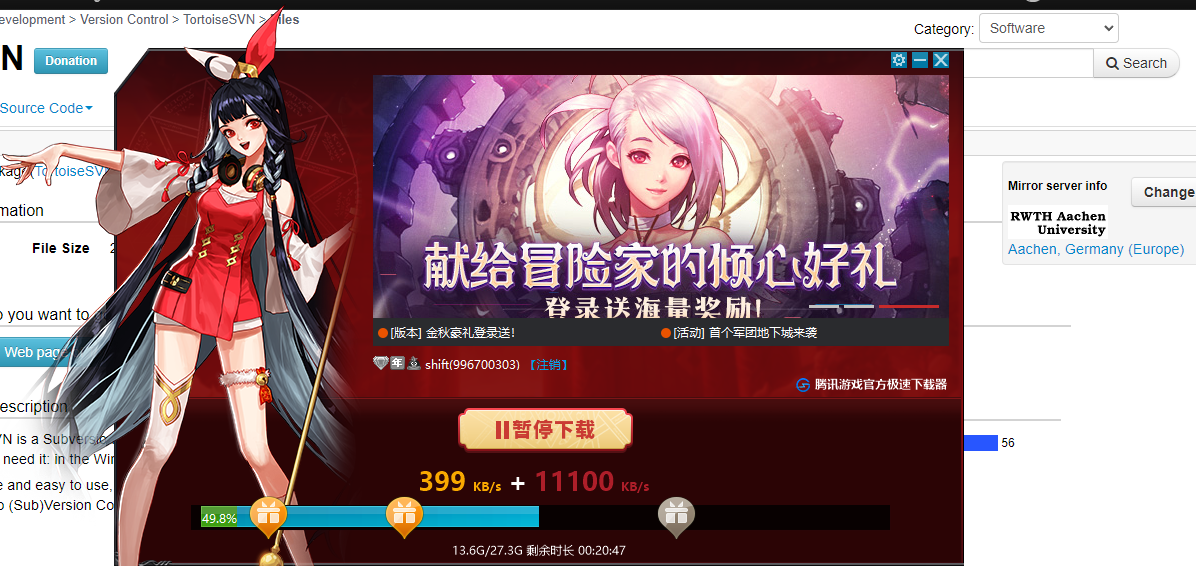 evelopment > Version Control > TortoiseSVN > Files
Category: Software
N Donation
Search
Source Code
TortoiseSV
Mirror server info
Change
mation
RWTH Aachen
University
File Size
Aachen, Germany (Europe)
献给冒险家的倾心好礼
登录送海量奖励!
o you want to
[版本] 金秋豪礼登录送!
[活动] 首个军团地下城来袭
Web page
年 shift(996700303) 【注销】
腾讯游戏官方极速下载器
escription
暂停下载
VN is a Subversio
56
need it: in the Win
399 KB/s + 11100 KB/s
e and easy to use,
o (Sub)Version Co
49.8%
13.6G/27.3G 剩余时长 00:20:47